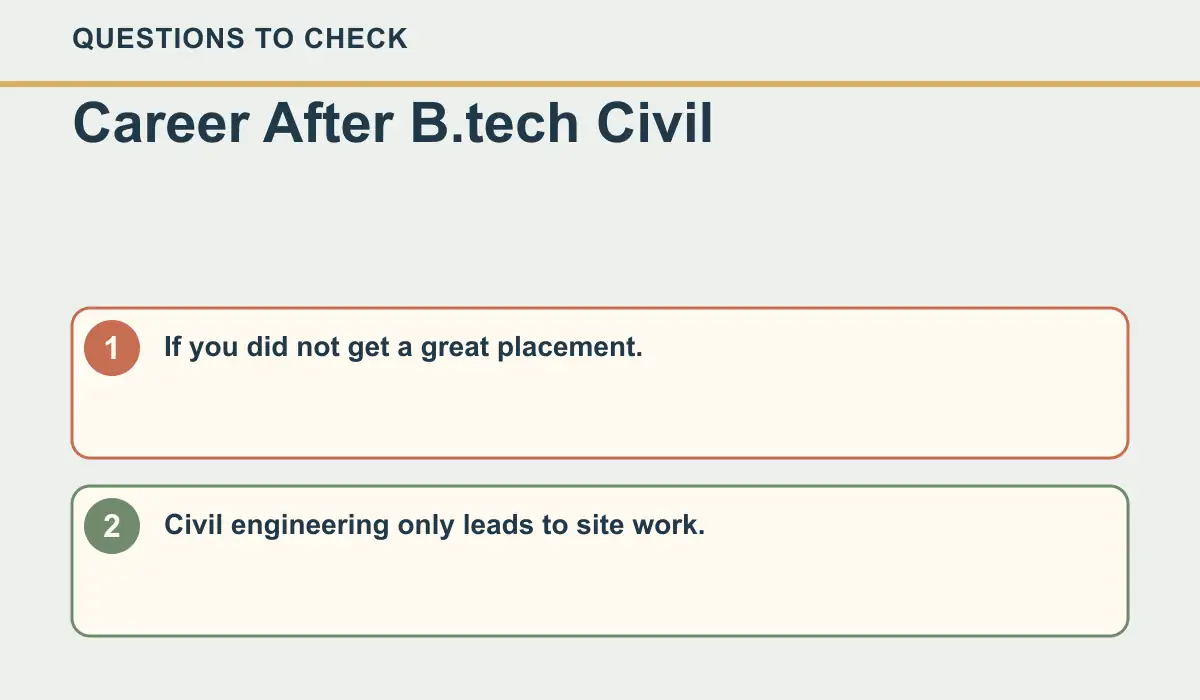 QUESTIONS TO CHECK
Career After B.tech Civil
1 If you did not get a great placement.
2 Civil engineering only leads to site work.